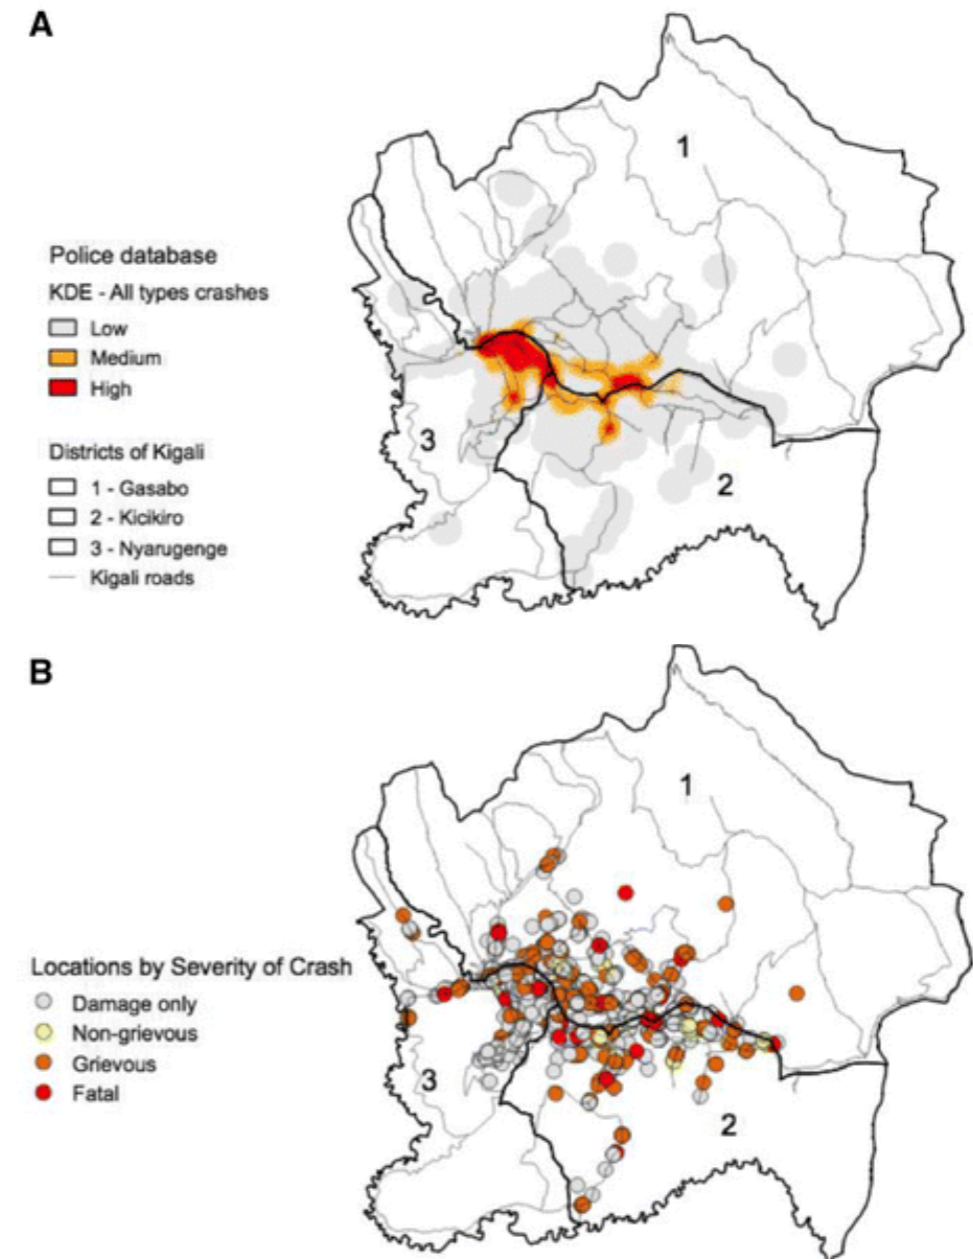 A
1
Police database
KDE - All types crashes
Low
Medium
High
3
Districts of Kigali
1 - Gasabo
2
2 - Kicikiro
3 - Nyarugenge
Kigali roads
B
1
Locations by Severity of Crash
Damage only
Non-grievous
Grievous
3
Fatal
2